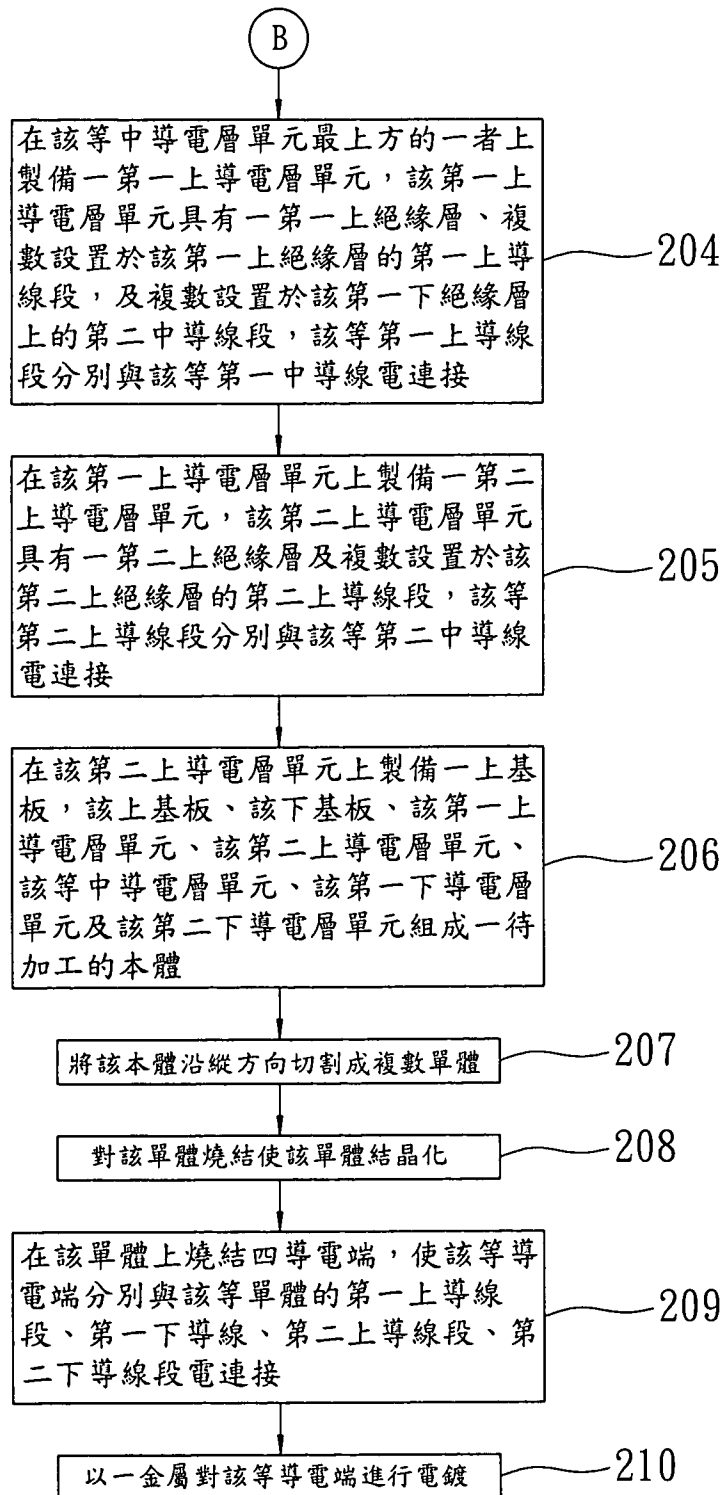 B
在該等中導電層單元最上方的一者上
製備一第一上導電層單元,該第一上
導電層單元具有一第一上絕緣層、複
數設置於該第一上絕緣層的第一上導
線段,及複數設置於該第一下絕緣層
上的第二中導線段,該等第一上導線
段分別與該等第一中導線電連接
204
在該第一上導電層單元上製備一第二
上導電層單元,該第二上導電層單元
具有一第二上絕緣層及複數設置於該
第二上絕緣層的第二上導線段,該等
第二上導線段分別與該等第二中導線
電連接
205
在該第二上導電層單元上製備一上基
板,該上基板、該下基板、該第一上
導電層單元、該第二上導電層單元、
該等中導電層單元、該第一下導電層
單元及該第二下導電層單元組成一待
加工的本體
206
將該本體沿縱方向切割成複數單體
207
對該單體燒結使該單體結晶化
208
在該單體上燒結四導電端,使該等導
電端分別與該等單體的第一上導線
段、第一下導線、第二上導線段、第
二下導線段電連接
209
以一金屬對該等導電端進行電鍍
210